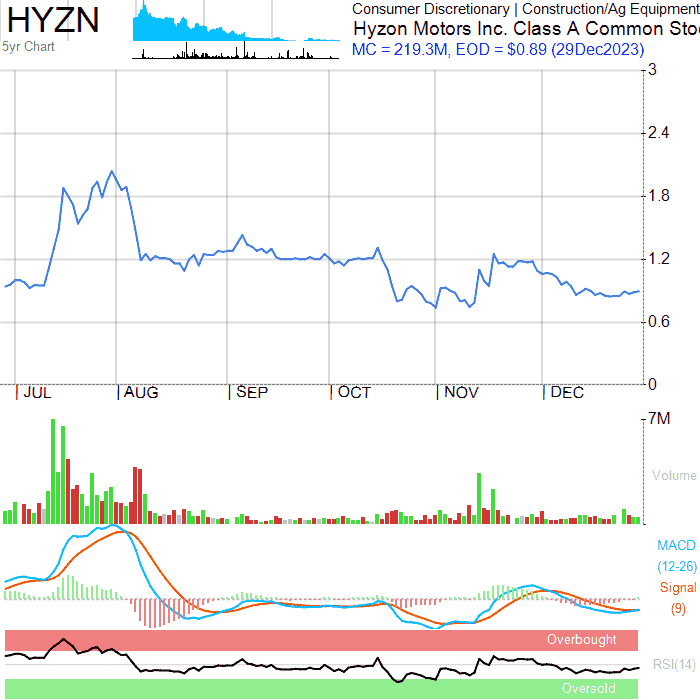 HYZN
5yr Chart
Consumer Discretionary | Construction/Ag Equipment
Hyzon Motors Inc. Class A Common Sto
MC = 219.3M, EOD = $0.89 (29Dec2023)
3
2.4
1.8
1.2
0.6
0
JUL AUG SEP OCT NOV DEC
7M
Volume
MACD
(12-26)
Signal
(9)
Overbought
RSI(14)
Oversold